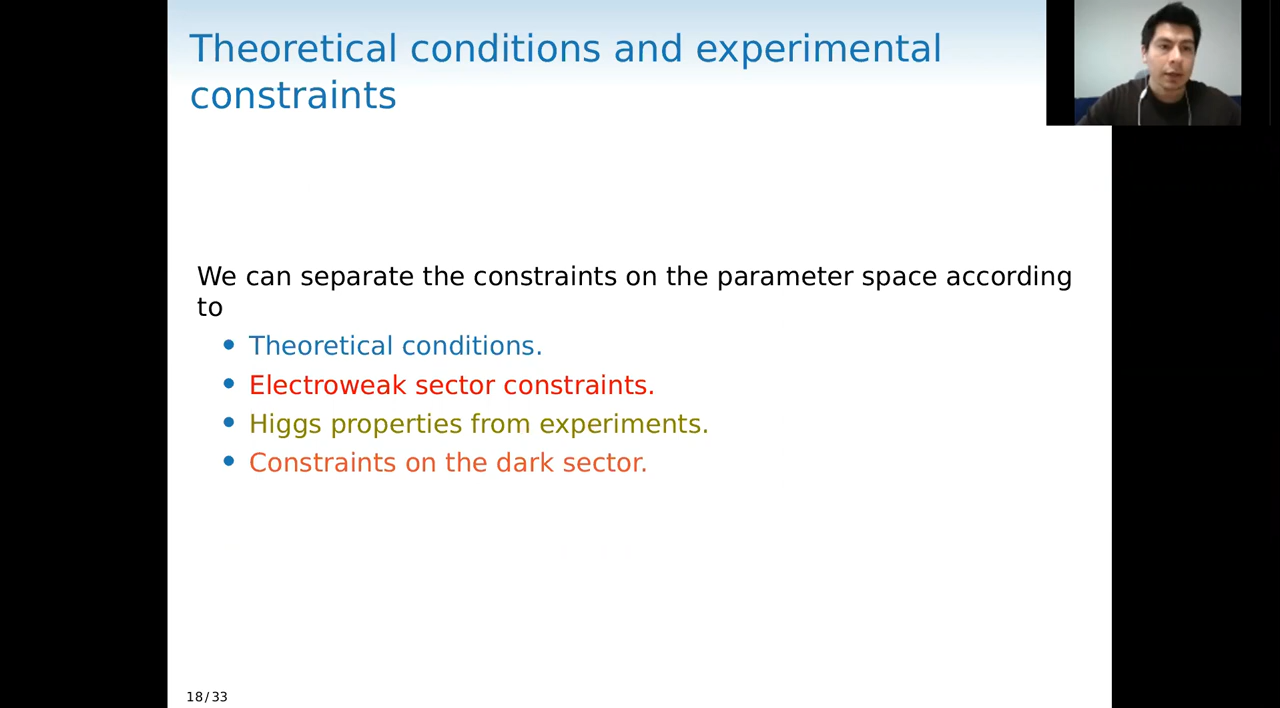 Theoretical conditions and experimental
constraints
We can separate the constraints on the parameter space according
to
• Theoretical conditions.
• Electroweak sector constraints.
• Higgs properties from experiments.
• Constraints on the dark sector.
18/33